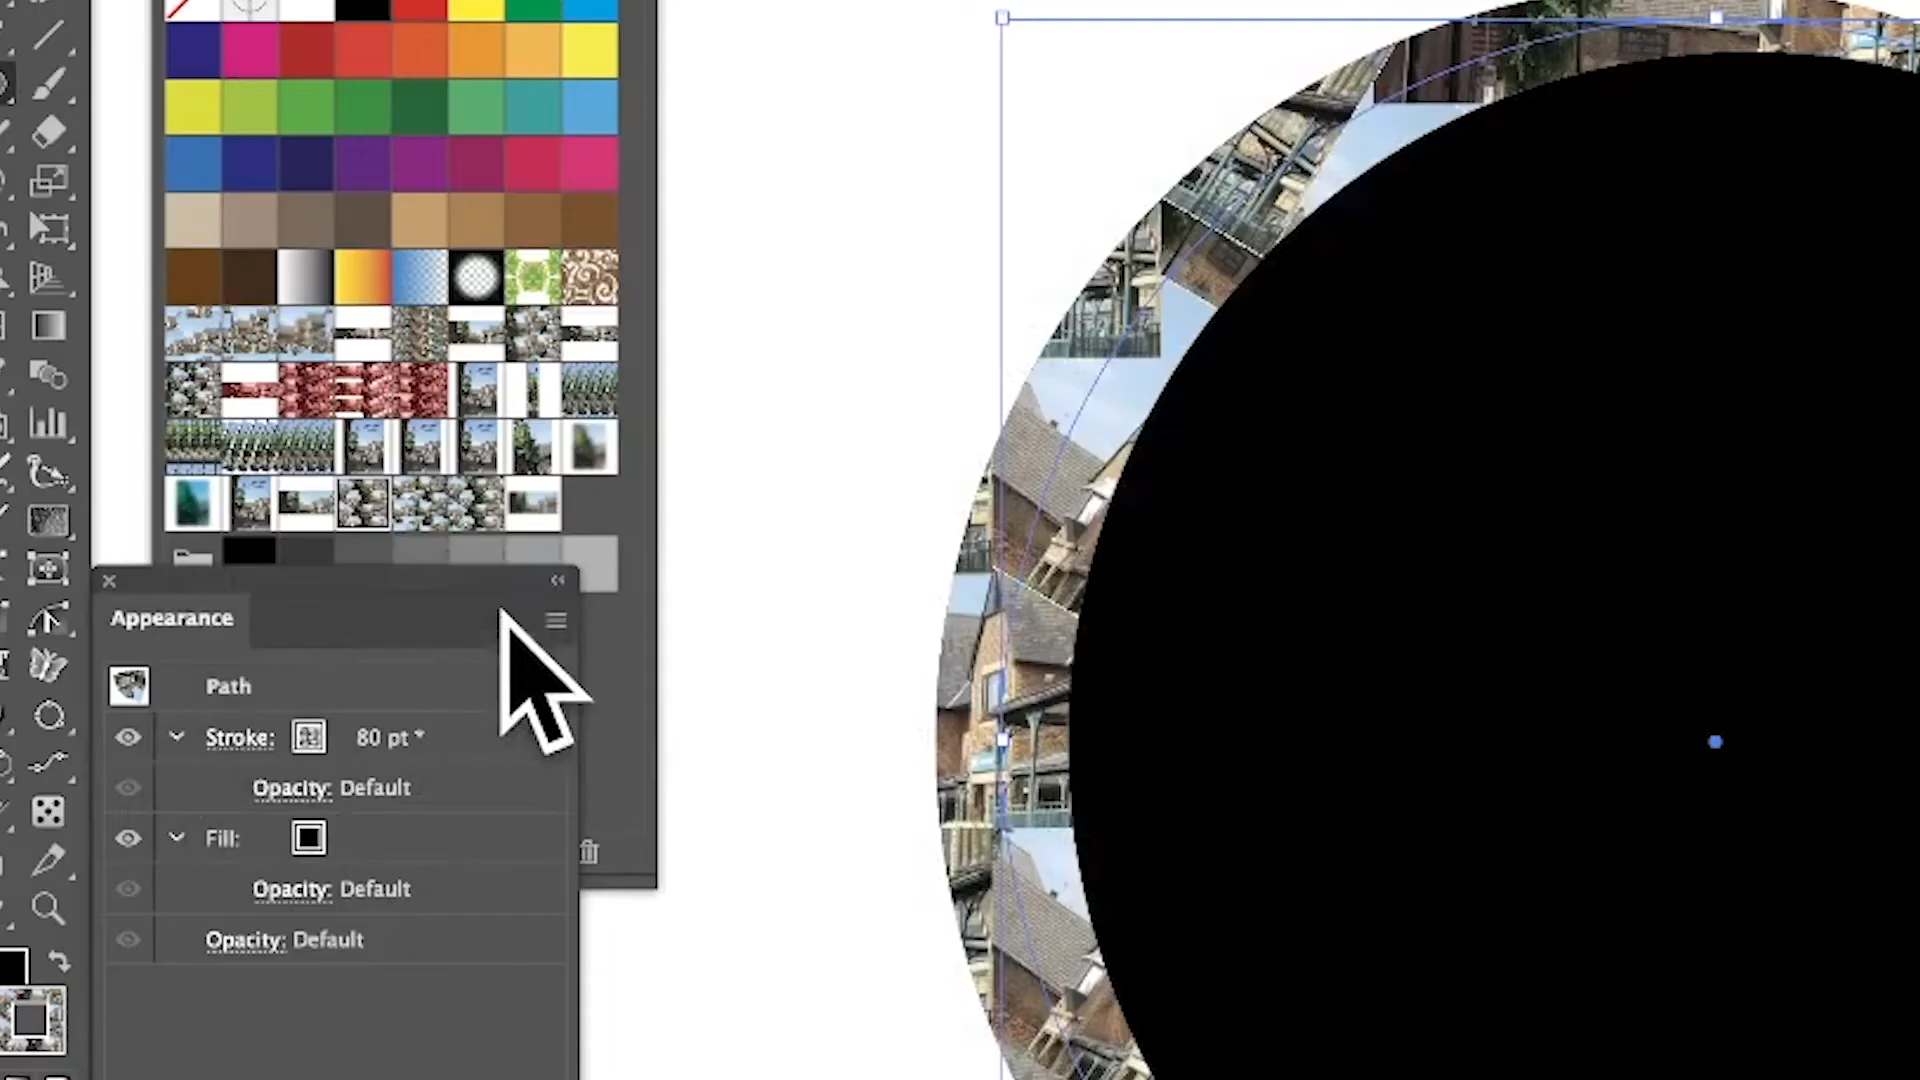 Appearance
Path
Stroke: 80 pt *
Opacity: Default
Fill:
Opacity: Default
Opacity: Default